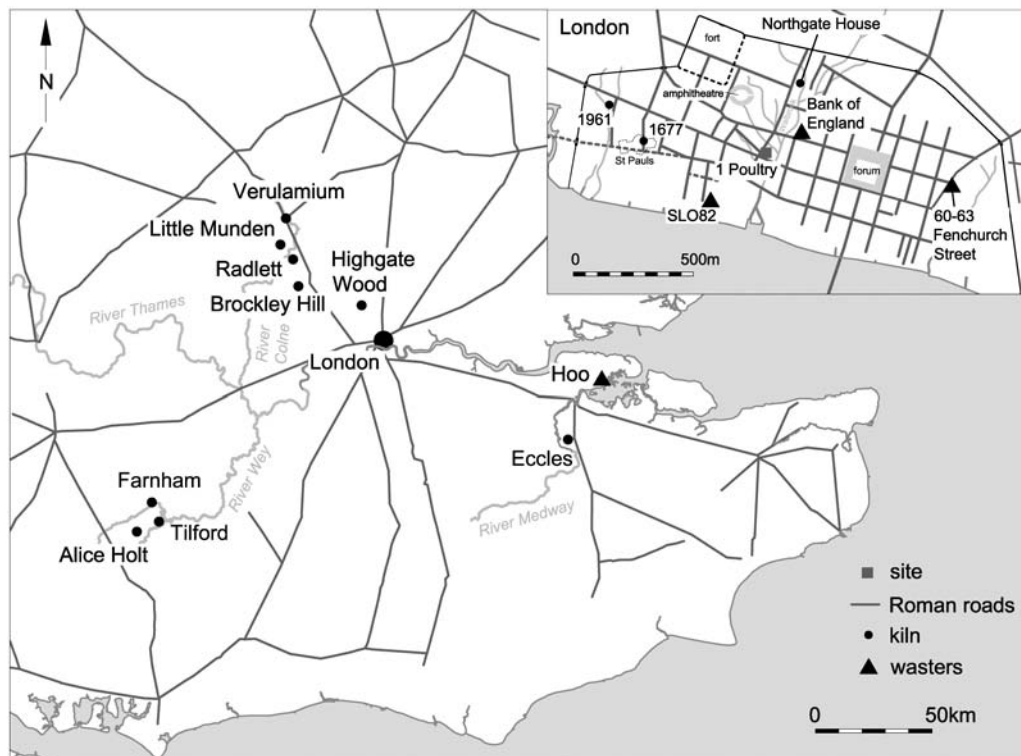 N
Verulamium
Little Munden
Radlett
Highgate
Wood
Brockley Hill
River Thames
River
Colne
London
Hoo
Eccles
River Medway
Farnham
River Wey
Tilford
Alice Holt
London
Northgate House
fort
amphitheatre
Bank of
England
1961
1677
St Pauls
1 Poultry
forum
SLO82
60-63
Fenchurch
Street
0 500m
site
Roman roads
kiln
wasters
0 50km